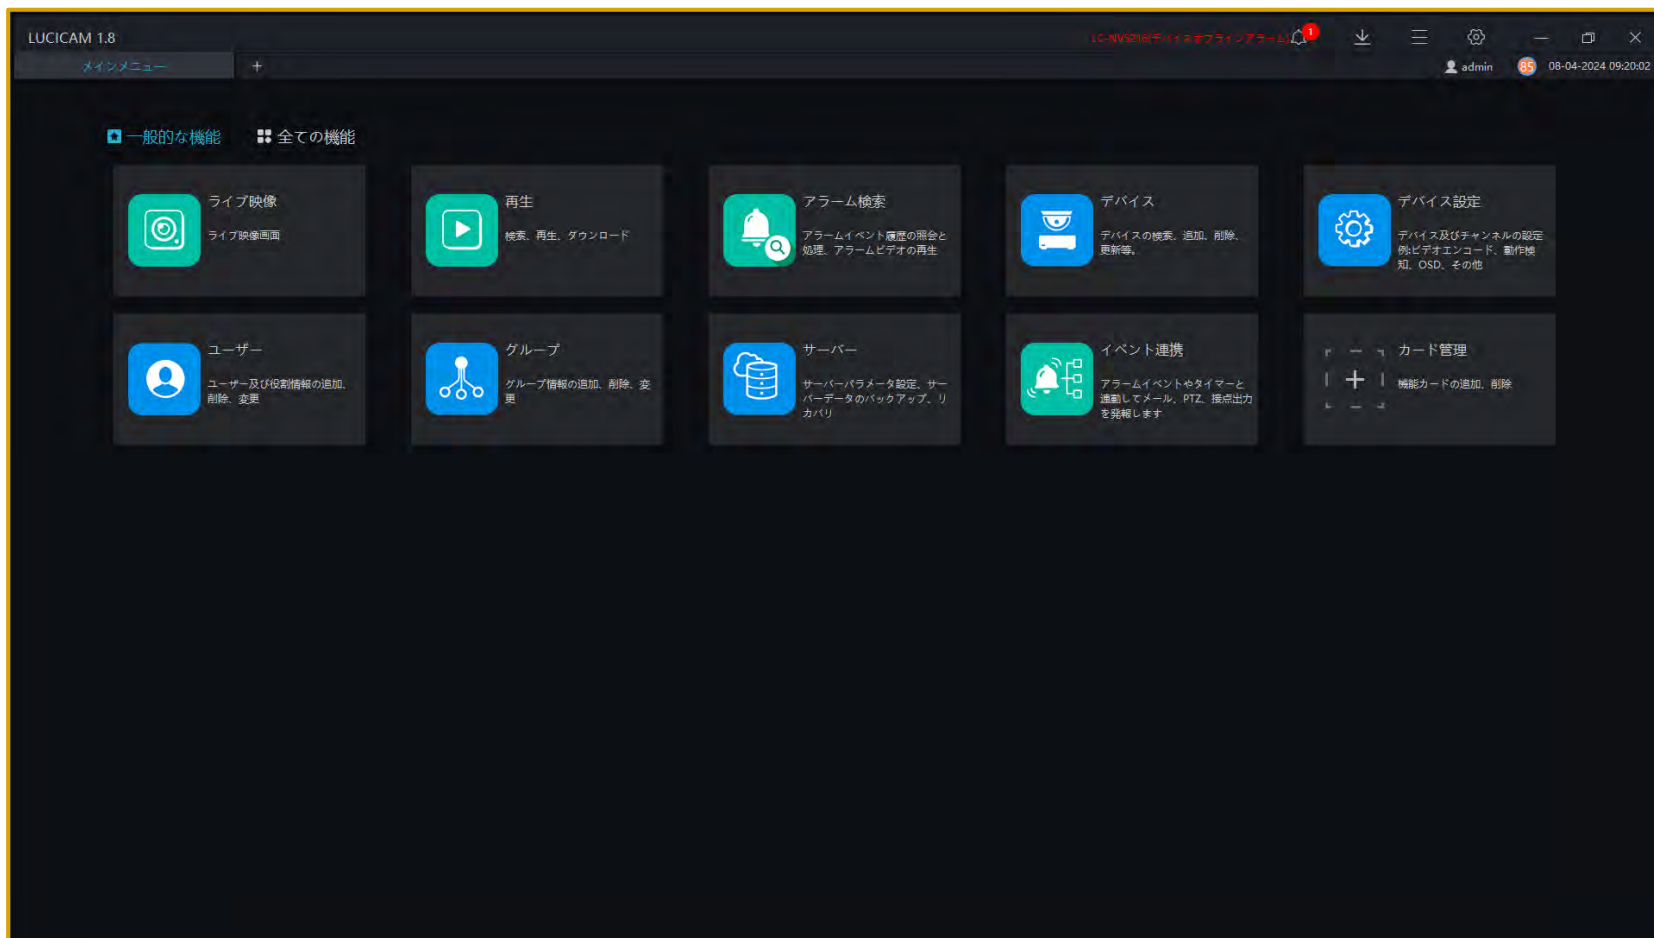 LUCICAM 1.8
LC-NVS216(デバイスオフラインアラーム)
1
メインメニュー
+
admin
85
08-04-2024 09:20:02
一般的な機能
全ての機能
ライブ映像
ライブ映像画面
再生
検索、再生、ダウンロード
アラーム検索
アラームイベント履歴の照会と
処理、アラームビデオの再生
デバイス
デバイスの検索、追加、削除、
更新等。
デバイス設定
デバイス及びチャンネルの設定
例:ビデオエンコード、動作検
知、OSD、その他
ユーザー
ユーザー及び役割情報の追加、
削除、変更
グループ
グループ情報の追加、削除、変
更
サーバー
サーバーパラメータ設定、サー
バーデータのバックアップ、リ
カバリ
イベント連携
アラームイベントやタイマーと
連動してメール、PTZ、接点出力
を発報します
カード管理
機能カードの追加、削除